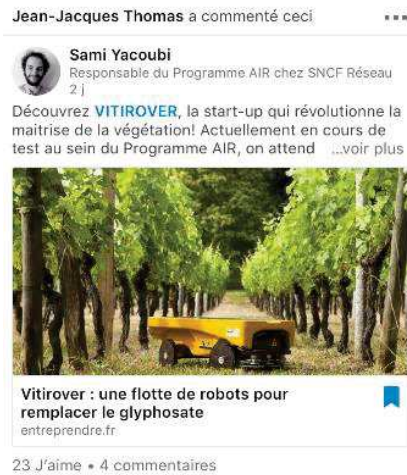 Jean-Jacques Thomas a commenté ceci
Sami Yacoubi
Responsable du Programme AIR chez SNCF Réseau
2 j
Découvrez VITIROVER, la start-up qui révolutionne la
maitrise de la végétation! Actuellement en cours de
test au sein du Programme AIR, on attend ...voir plus
Vitirover : une flotte de robots pour
remplacer le glyphosate
entreprendre.fr
23 J'aime • 4 commentaires